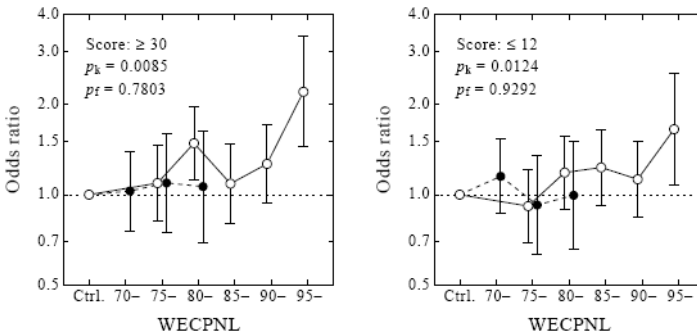 4.0
3.0
2.0
1.5
1.0
0.7
0.5
Odds ratio
Score: ≥ 30
pk = 0.0085
pf = 0.7803
Ctrl. 70– 75– 80– 85– 90– 95–
WECPNL
4.0
3.0
2.0
1.5
1.0
0.7
0.5
Odds ratio
Score: ≤ 12
pk = 0.0124
pf = 0.9292
Ctrl. 70– 75– 80– 85– 90– 95–
WECPNL